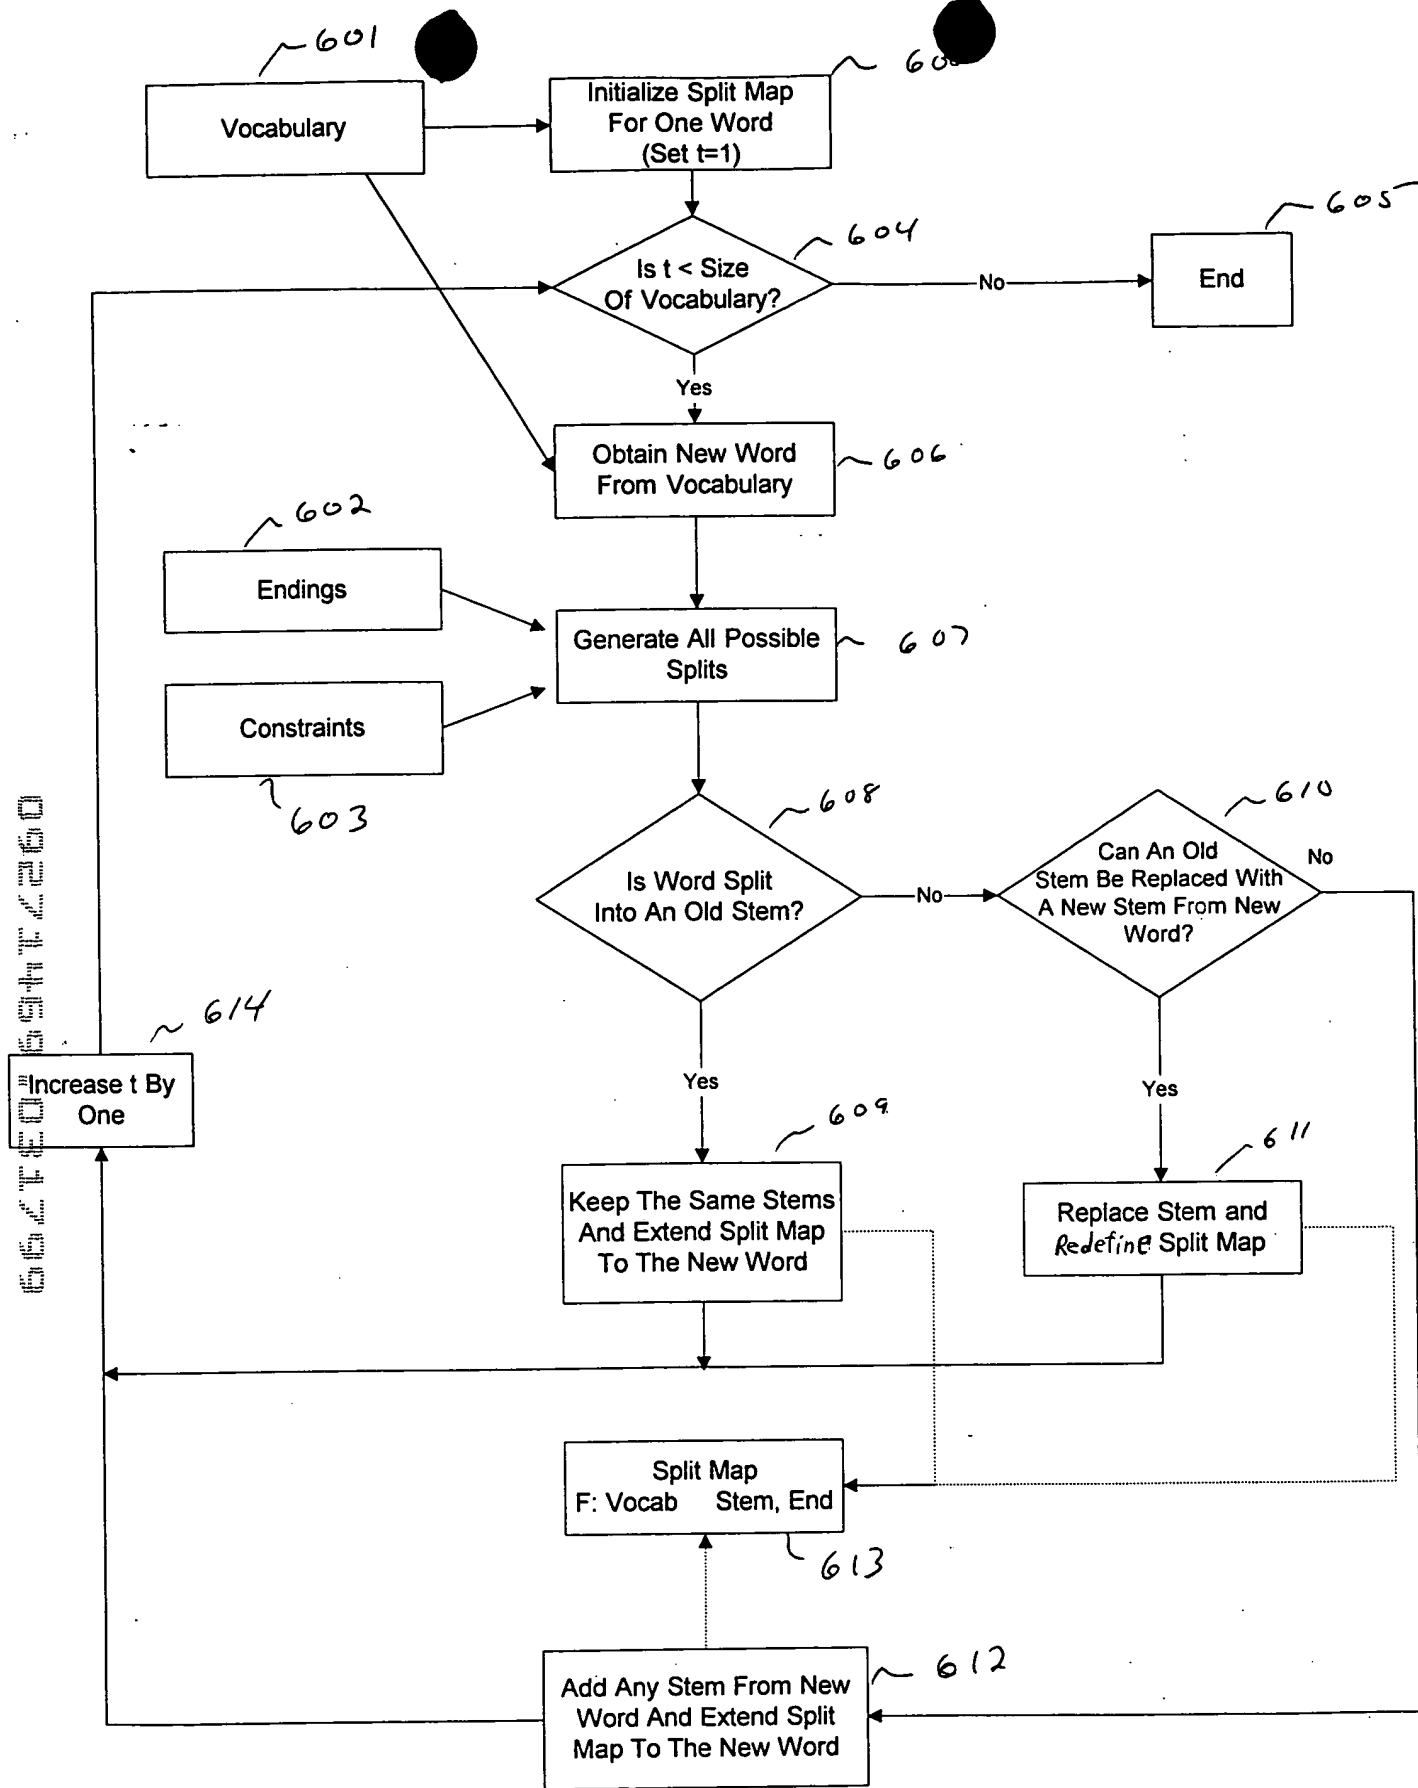 601
Vocabulary
Initialize Split Map
For One Word
(Set t=1)
604
605
Is t < Size
Of Vocabulary?
No
End
Yes
Obtain New Word
From Vocabulary
606
602
Endings
Generate All Possible
Splits
607
Constraints
603
608
610
Is Word Split
Into An Old Stem?
No
Can An Old
Stem Be Replaced With
A New Stem From New
Word?
No
614
Increase t By
One
Yes
Yes
609
611
Keep The Same Stems
And Extend Split Map
To The New Word
Replace Stem and
Redefine Split Map
Split Map
F: Vocab Stem, End
613
612
Add Any Stem From New
Word And Extend Split
Map To The New Word